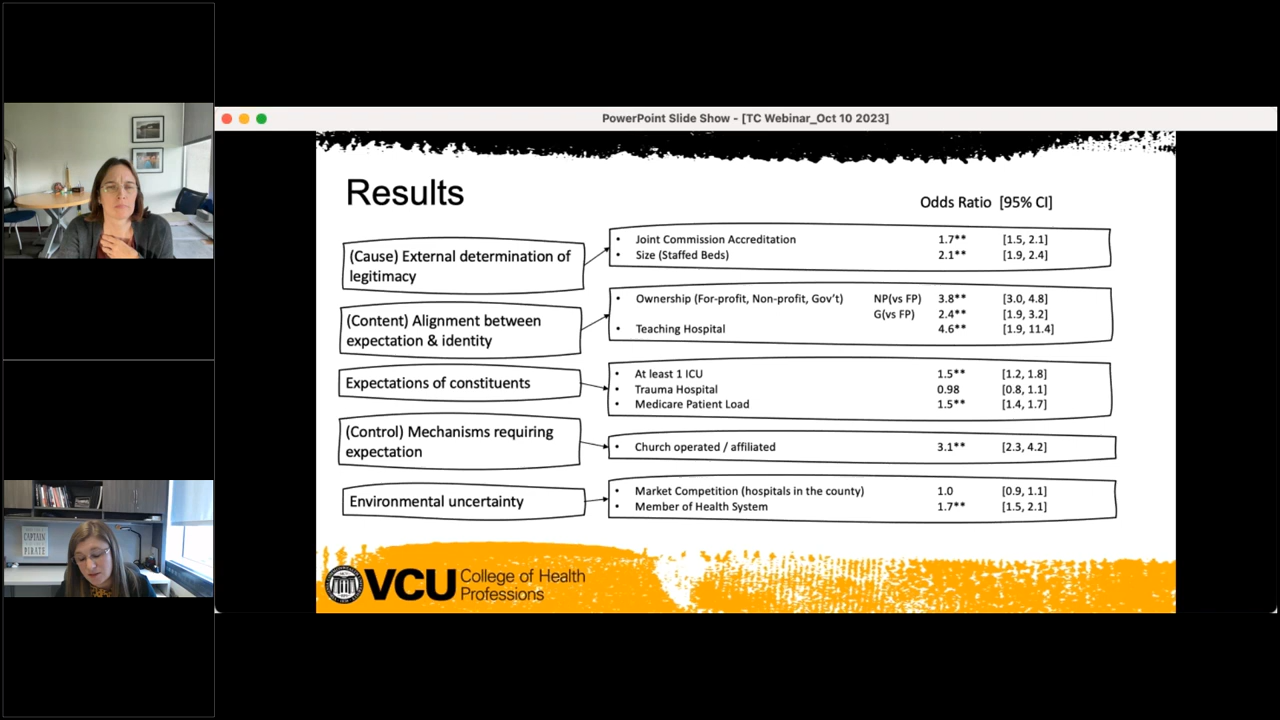 PowerPoint Slide Show - [TC Webinar_Oct 10 2023]
Results
Odds Ratio [95% CI]
(Cause) External determination of
legitimacy
• Joint Commission Accreditation 1.7** [1.5, 2.1]
• Size (Staffed Beds) 2.1** [1.9, 2.4]
(Content) Alignment between
expectation & identity
• Ownership (For-profit, Non-profit, Gov't) NP(vs FP) 3.8** [3.0, 4.8]
G(vs FP) 2.4** [1.9, 3.2]
• Teaching Hospital 4.6** [1.9, 11.4]
Expectations of constituents
• At least 1 ICU 1.5** [1.2, 1.8]
• Trauma Hospital 0.98 [0.8, 1.1]
• Medicare Patient Load 1.5** [1.4, 1.7]
(Control) Mechanisms requiring
expectation
• Church operated / affiliated 3.1** [2.3, 4.2]
Environmental uncertainty
• Market Competition (hospitals in the county) 1.0 [0.9, 1.1]
• Member of Health System 1.7** [1.5, 2.1]
VCU College of Health
Professions
CAPTAIN
PIRATE